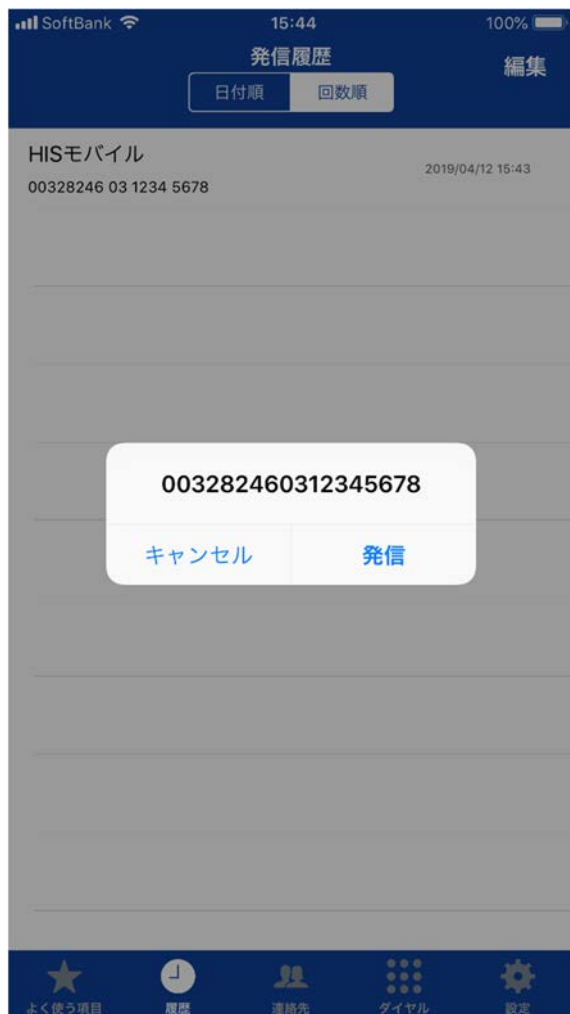 SoftBank 15:44 100%
発信履歴
編集
日付順 回数順
HISモバイル
2019/04/12 15:43
00328246 03 1234 5678
003282460312345678
キャンセル 発信
よく使う項目 履歴 連絡先 ダイヤル 設定